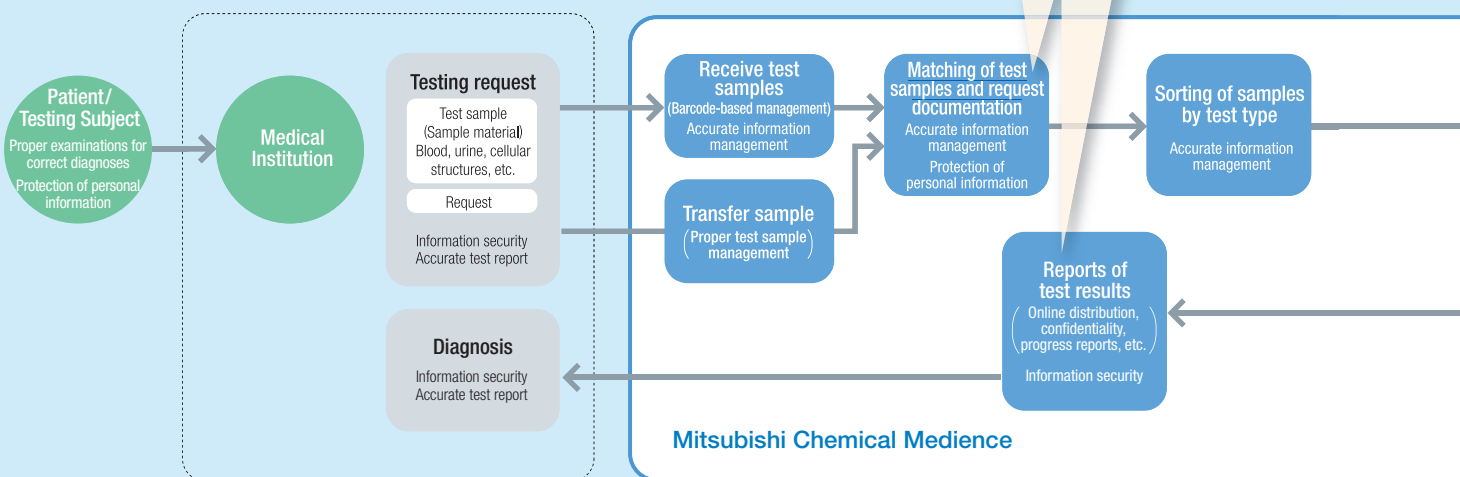 Patient/
Testing Subject
Proper examinations for
correct diagnoses
Protection of personal
information
Medical
Institution
Testing request
Test sample
(Sample material)
Blood, urine, cellular
structures, etc.
Request
Information security
Accurate test report
Diagnosis
Information security
Accurate test report
Receive test
samples
(Barcode-based management)
Accurate information
management
Transfer sample
(Proper test sample
management)
Matching of test
samples and request
documentation
Accurate information
management
Protection of
personal information
Sorting of samples
by test type
Accurate information
management
Reports of
test results
(Online distribution,
confidentiality,
progress reports, etc.)
Information security
Mitsubishi Chemical Medience